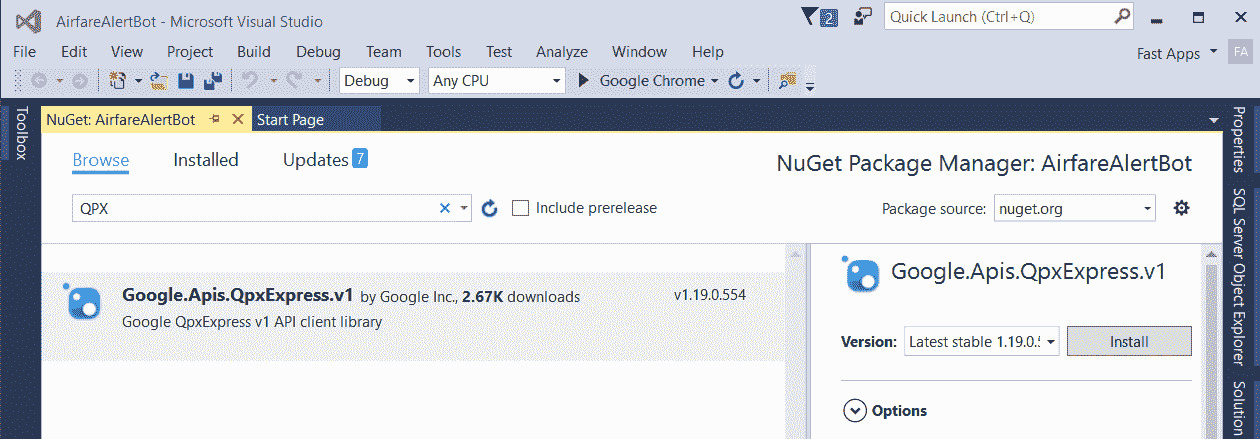 AirfareAlertBot - Microsoft Visual Studio
2
Quick Launch (Ctrl+Q)
File Edit View Project Build Debug Team Tools Test Analyze Window Help
Fast Apps FA
Debug Any CPU Google Chrome
Toolbox
NuGet: AirfareAlertBot Start Page
Browse Installed Updates 7
NuGet Package Manager: AirfareAlertBot
QPX
Include prerelease
Package source: nuget.org
Google.Apis.QpxExpress.v1 by Google Inc., 2.67K downloads
v1.19.0.554
Google QpxExpress v1 API client library
Google.Apis.QpxExpress.v1
Version: Latest stable 1.19.0.5 Install
Options
Properties
SQL Server Object Explorer
Solution